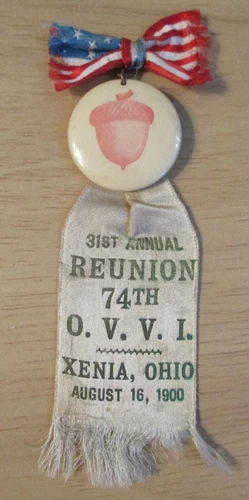 31ST ANNUAL
REUNION
74TH
O. V. V. I.
XENIA, OHIO
AUGUST 16, 1900